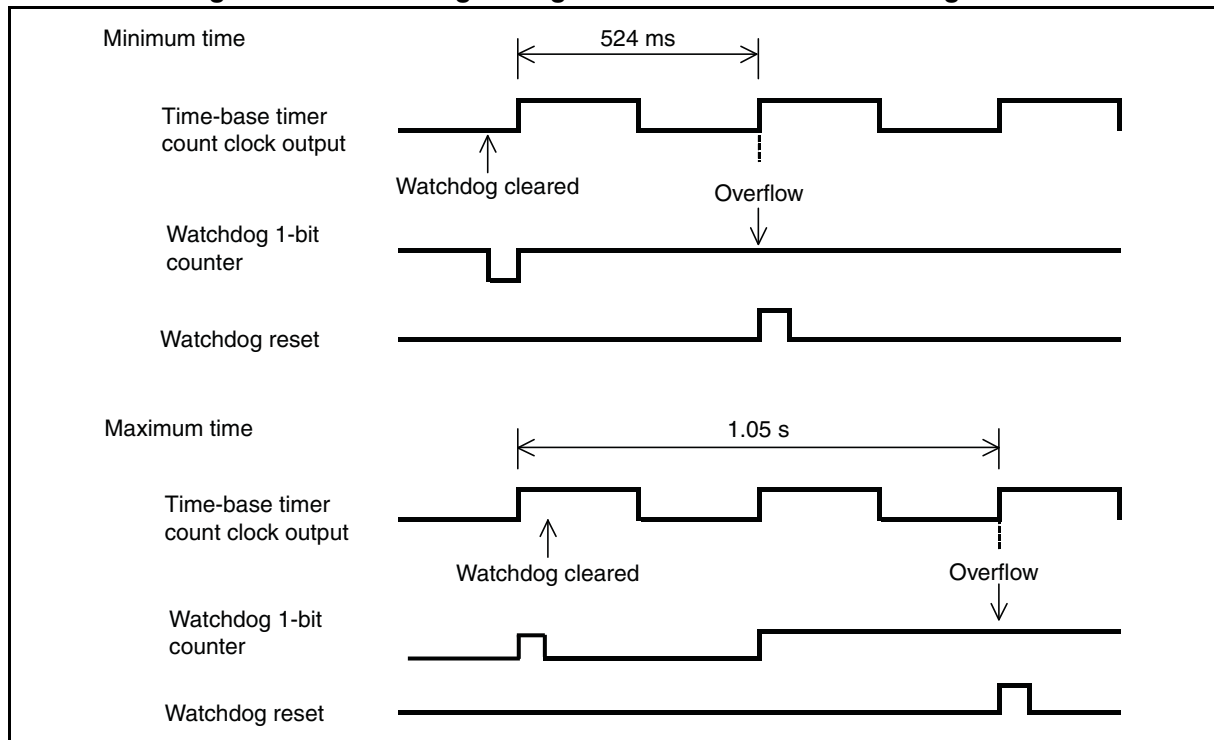 Minimum time
524 ms
Time-base timer
count clock output
Watchdog cleared
Overflow
Watchdog 1-bit
counter
Watchdog reset
Maximum time
1.05 s
Time-base timer
count clock output
Watchdog cleared
Overflow
Watchdog 1-bit
counter
Watchdog reset